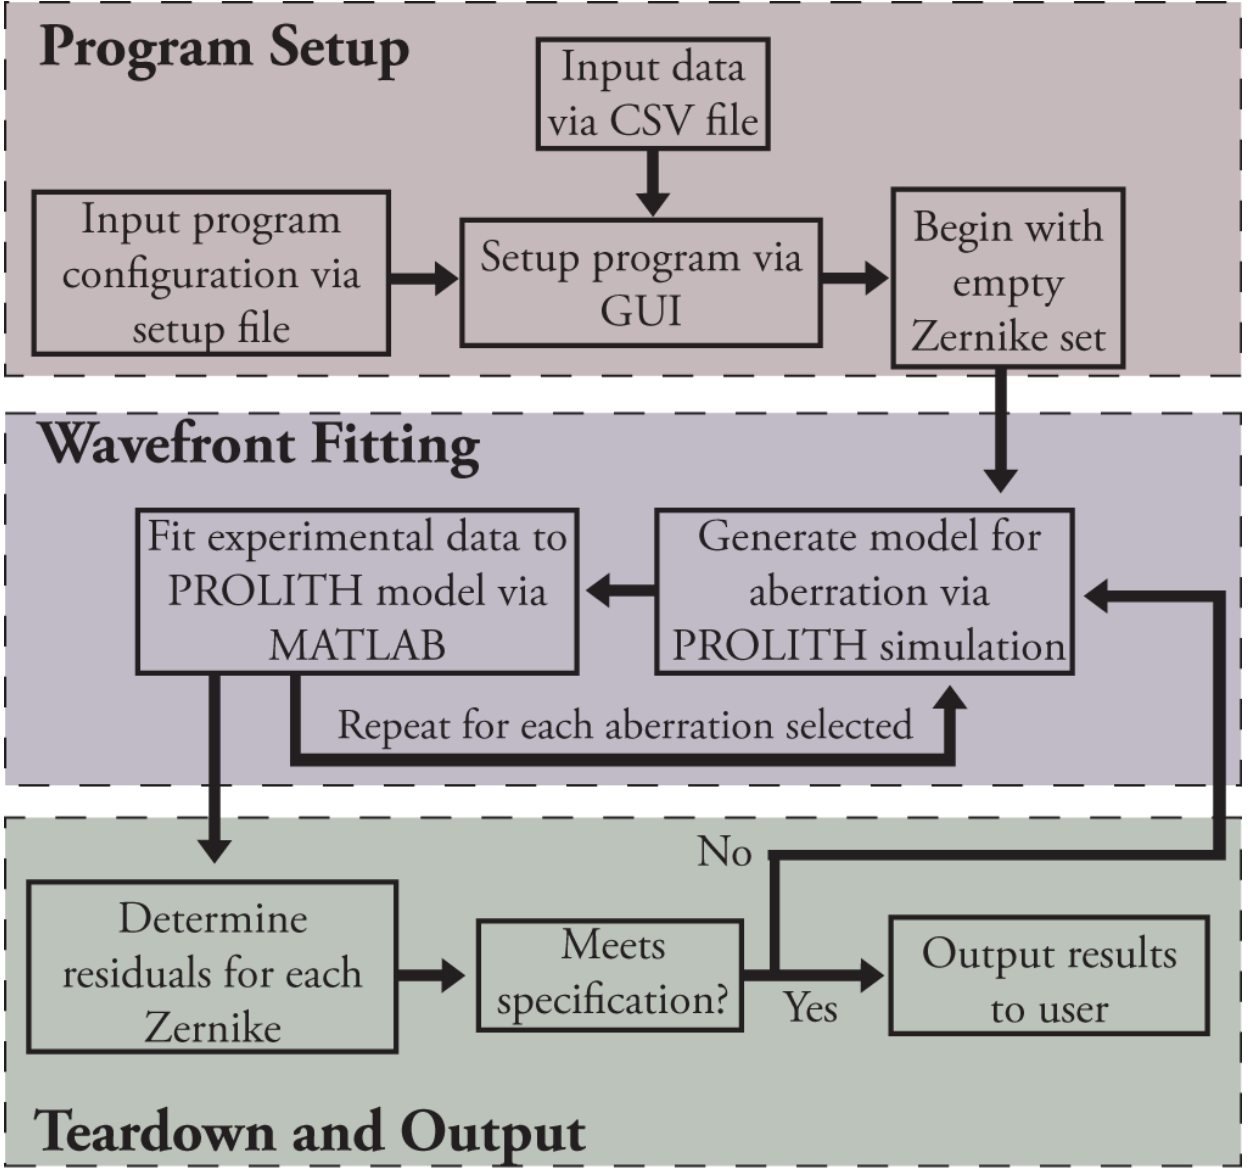 Program Setup
Input data
via CSV file
Input program
configuration via
setup file
Setup program via
GUI
Begin with
empty
Zernike set
Wavefront Fitting
Fit experimental data to
PROLITH model via
MATLAB
Generate model for
aberration via
PROLITH simulation
Repeat for each aberration selected
No
Determine
residuals for each
Zernike
Meets
specification?
Yes
Output results
to user
Teardown and Output